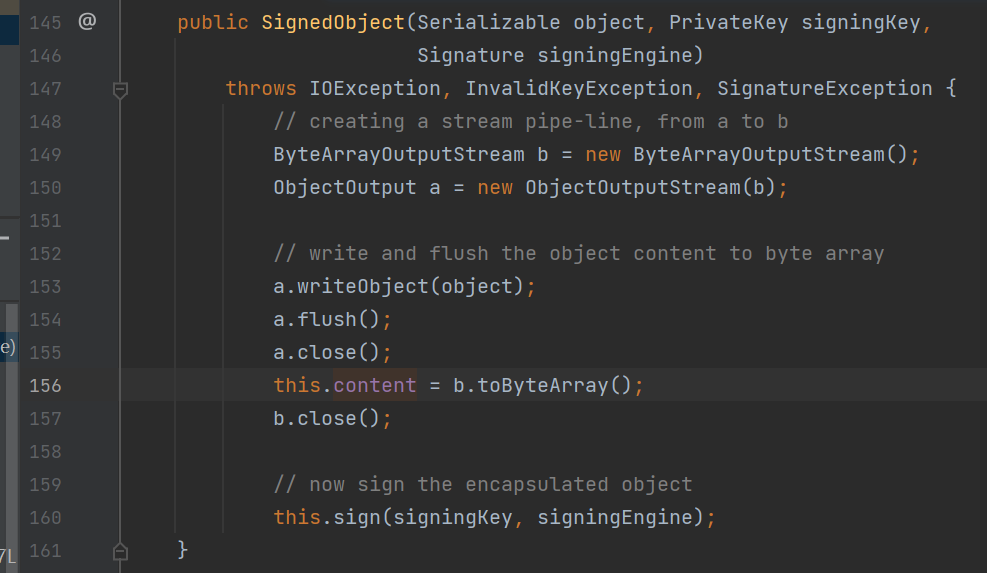 145 @ public SignedObject(Serializable object, PrivateKey signingKey,
146 Signature signingEngine)
147 throws IOException, InvalidKeyException, SignatureException {
148 // creating a stream pipe-line, from a to b
149 ByteArrayOutputStream b = new ByteArrayOutputStream();
150 ObjectOutput a = new ObjectOutputStream(b);
151
152 // write and flush the object content to byte array
153 a.writeObject(object);
154 a.flush();
e) 155 a.close();
156 this.content = b.toByteArray();
157 b.close();
158
159 // now sign the encapsulated object
160 this.sign(signingKey, signingEngine);
7L 161 }